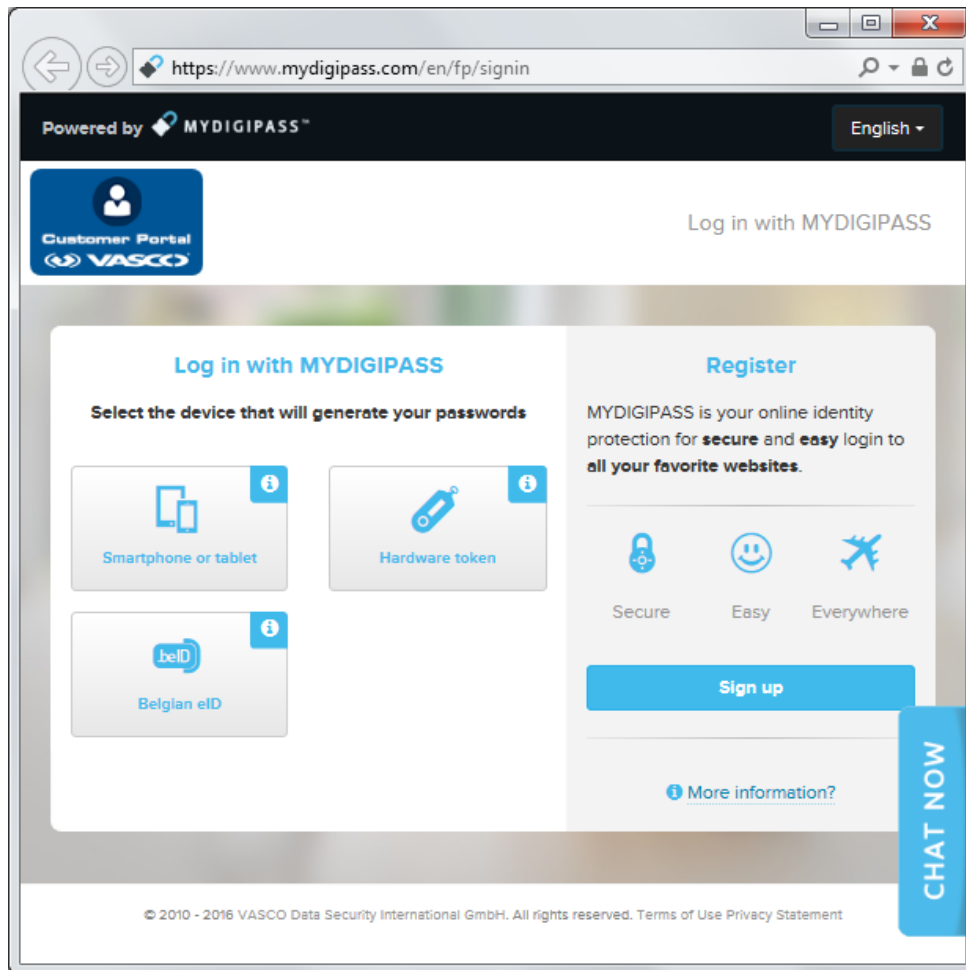 https://www.mydigipass.com/en/fp/signin
Powered by MYDIGIPASS™
English
Customer Portal
VASCO
Log in with MYDIGIPASS
Log in with MYDIGIPASS
Select the device that will generate your passwords
Smartphone or tablet
Hardware token
.beID
Belgian eID
Register
MYDIGIPASS is your online identity
protection for secure and easy login to
all your favorite websites.
Secure
Easy
Everywhere
Sign up
More information?
CHAT NOW
© 2010 - 2016 VASCO Data Security International GmbH. All rights reserved. Terms of Use Privacy Statement